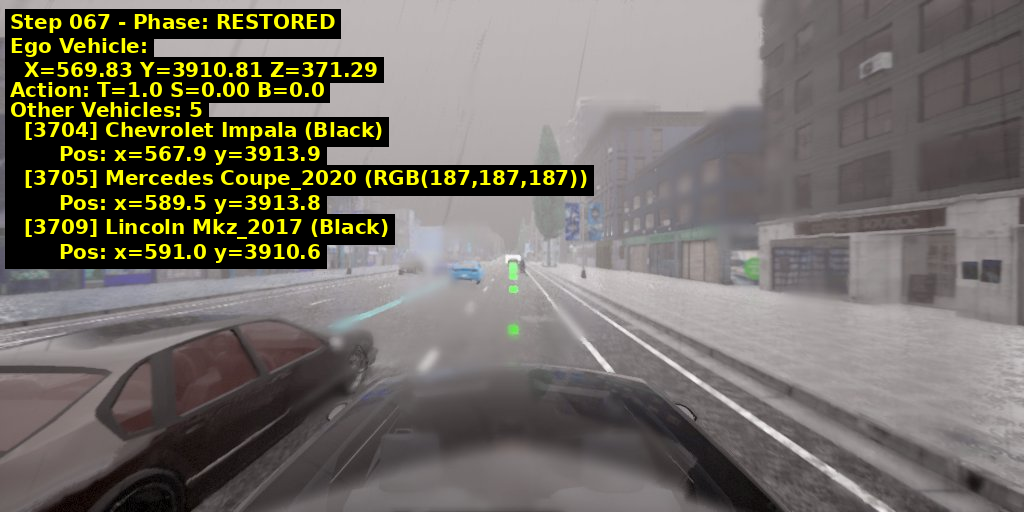 Step 067 - Phase: RESTORED
Ego Vehicle:
X=569.83 Y=3910.81 Z=371.29
Action: T=1.0 S=0.00 B=0.0
Other Vehicles: 5
[3704] Chevrolet Impala (Black)
Pos: x=567.9 y=3913.9
[3705] Mercedes Coupe_2020 (RGB(187,187,187))
Pos: x=589.5 y=3913.8
[3709] Lincoln Mkz_2017 (Black)
Pos: x=591.0 y=3910.6